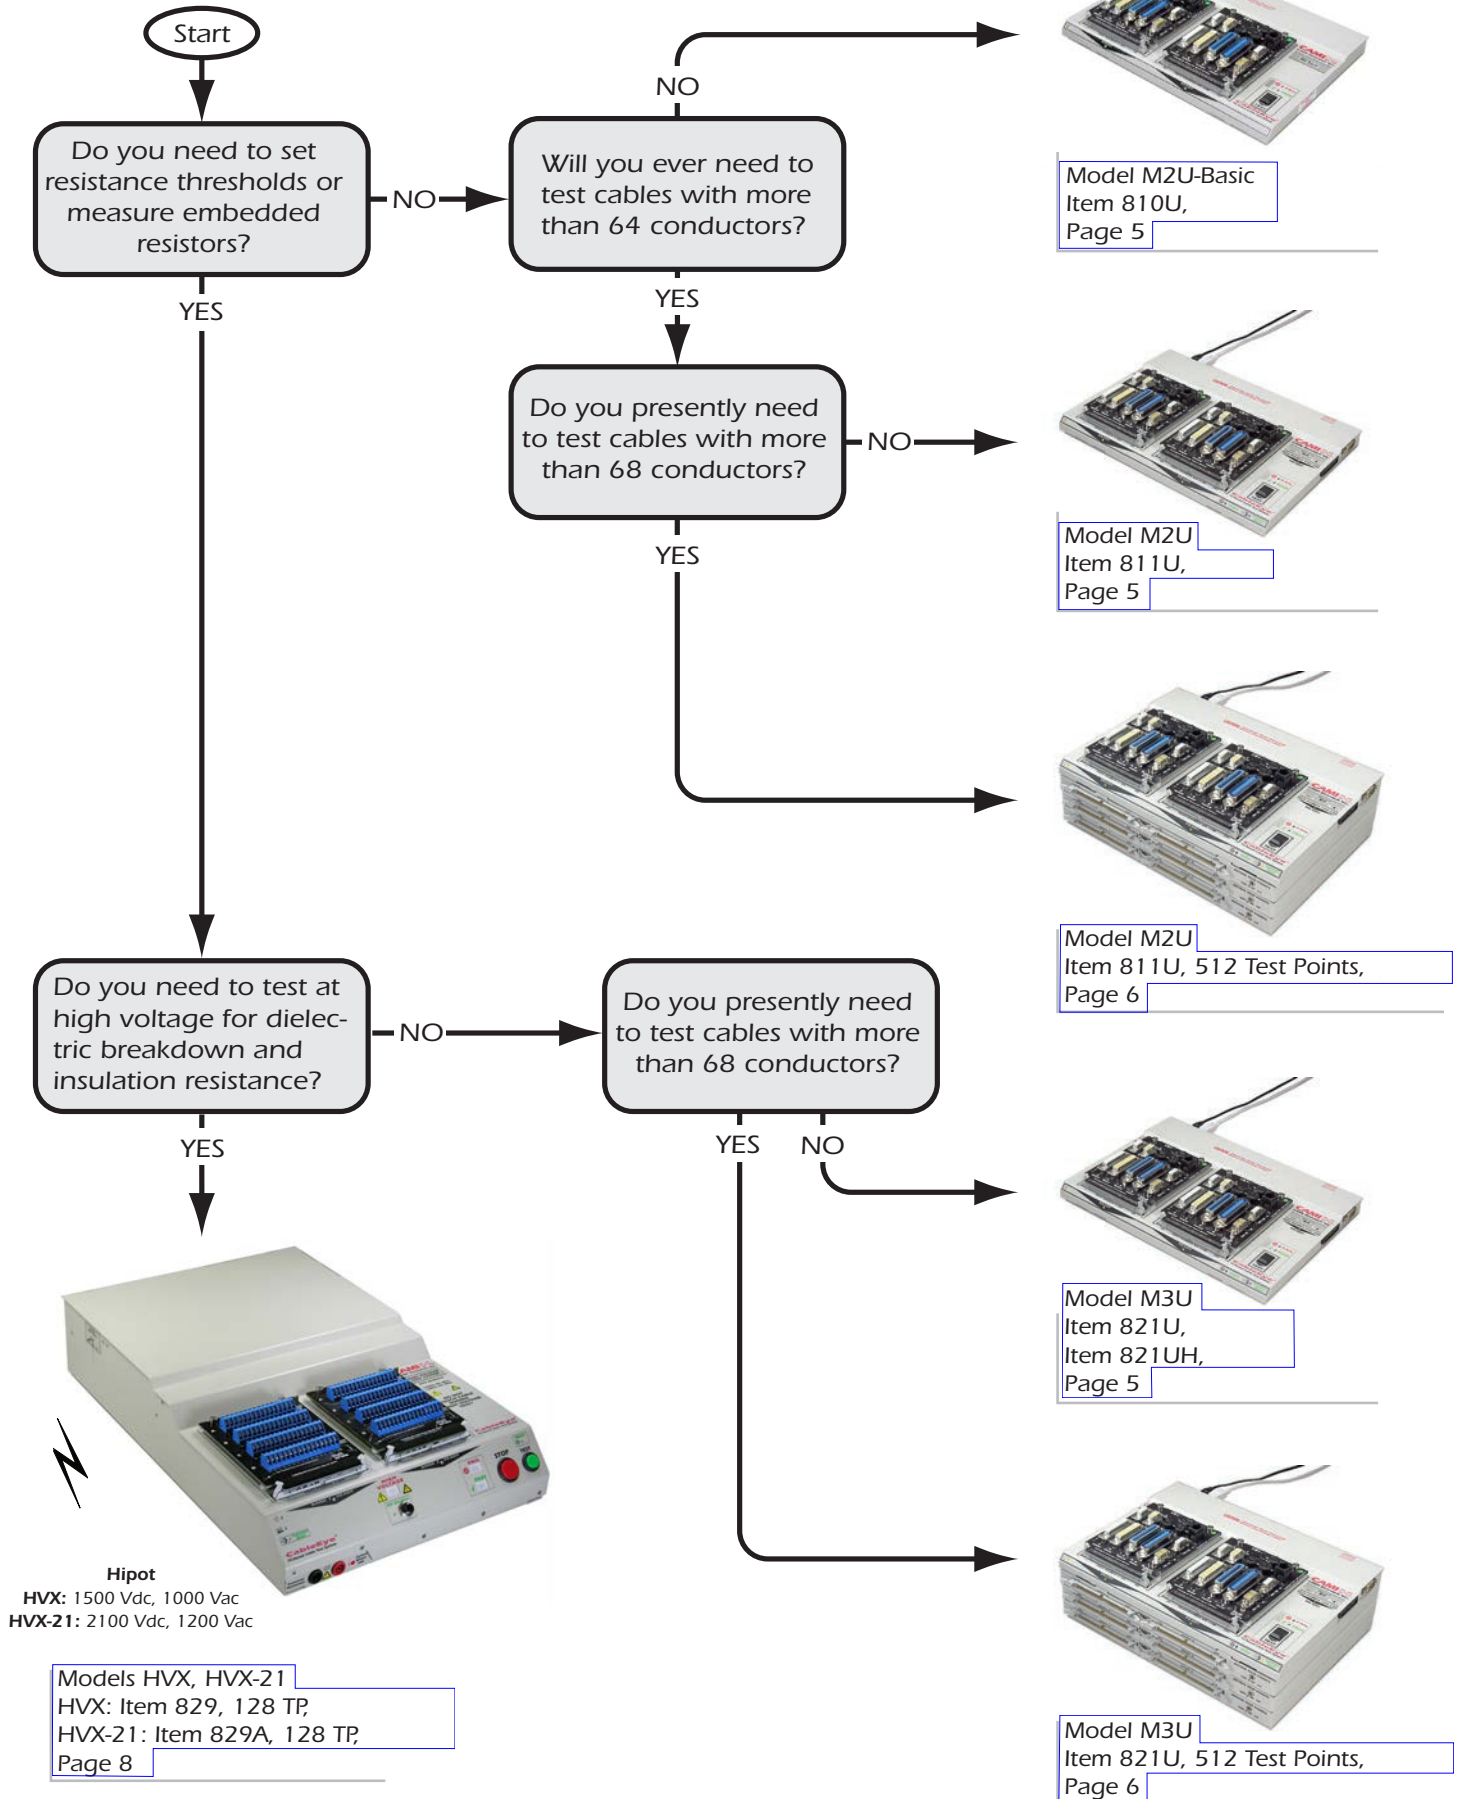 Start
Do you need to set
resistance thresholds or
measure embedded
resistors?
NO
YES
Will you ever need to
test cables with more
than 64 conductors?
NO
YES
Model M2U-Basic
Item 810U,
Page 5
Do you presently need
to test cables with more
than 68 conductors?
NO
YES
Model M2U
Item 811U,
Page 5
Model M2U
Item 811U, 512 Test Points,
Page 6
Do you need to test at
high voltage for dielec-
tric breakdown and
insulation resistance?
NO
YES
Do you presently need
to test cables with more
than 68 conductors?
YES
NO
Model M3U
Item 821U,
Item 821UH,
Page 5
STOP
TEST
CableEye
Hipot
HVX: 1500 Vdc, 1000 Vac
HVX-21: 2100 Vdc, 1200 Vac
Models HVX, HVX-21
HVX: Item 829, 128 TP,
HVX-21: Item 829A, 128 TP,
Page 8
Model M3U
Item 821U, 512 Test Points,
Page 6